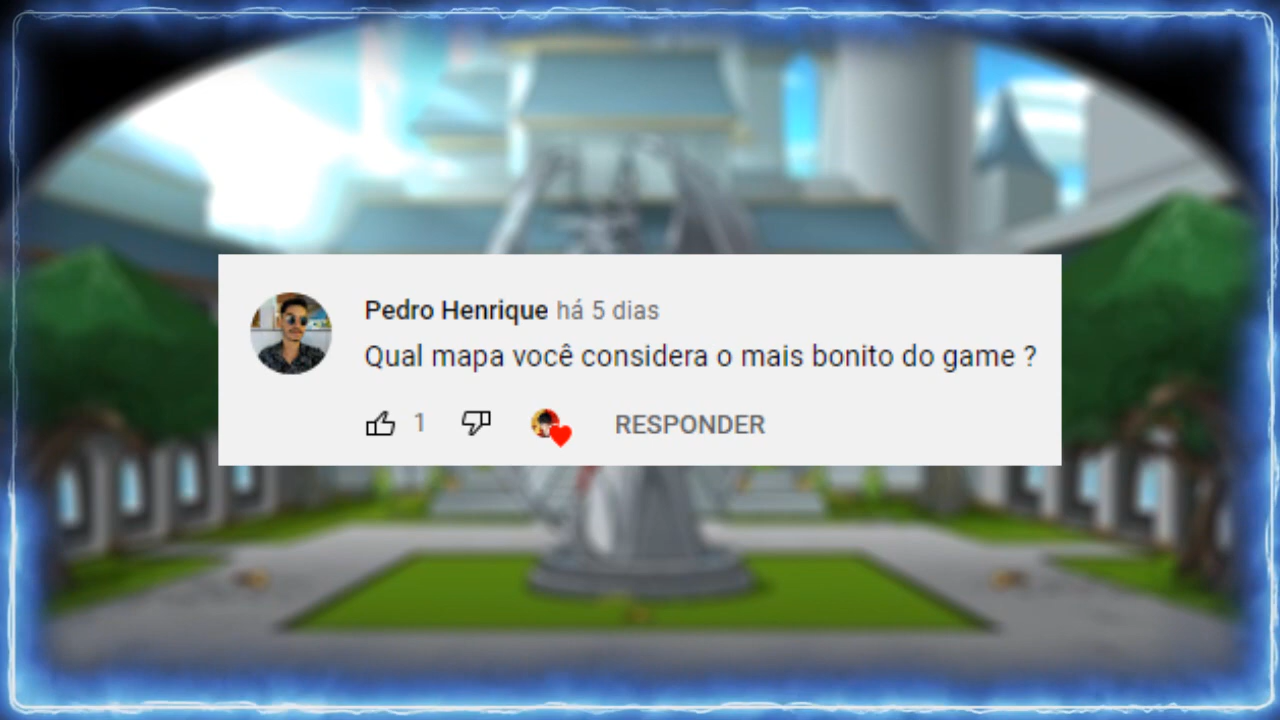 Pedro Henrique há 5 dias
Qual mapa você considera o mais bonito do game ?
1 RESPONDER